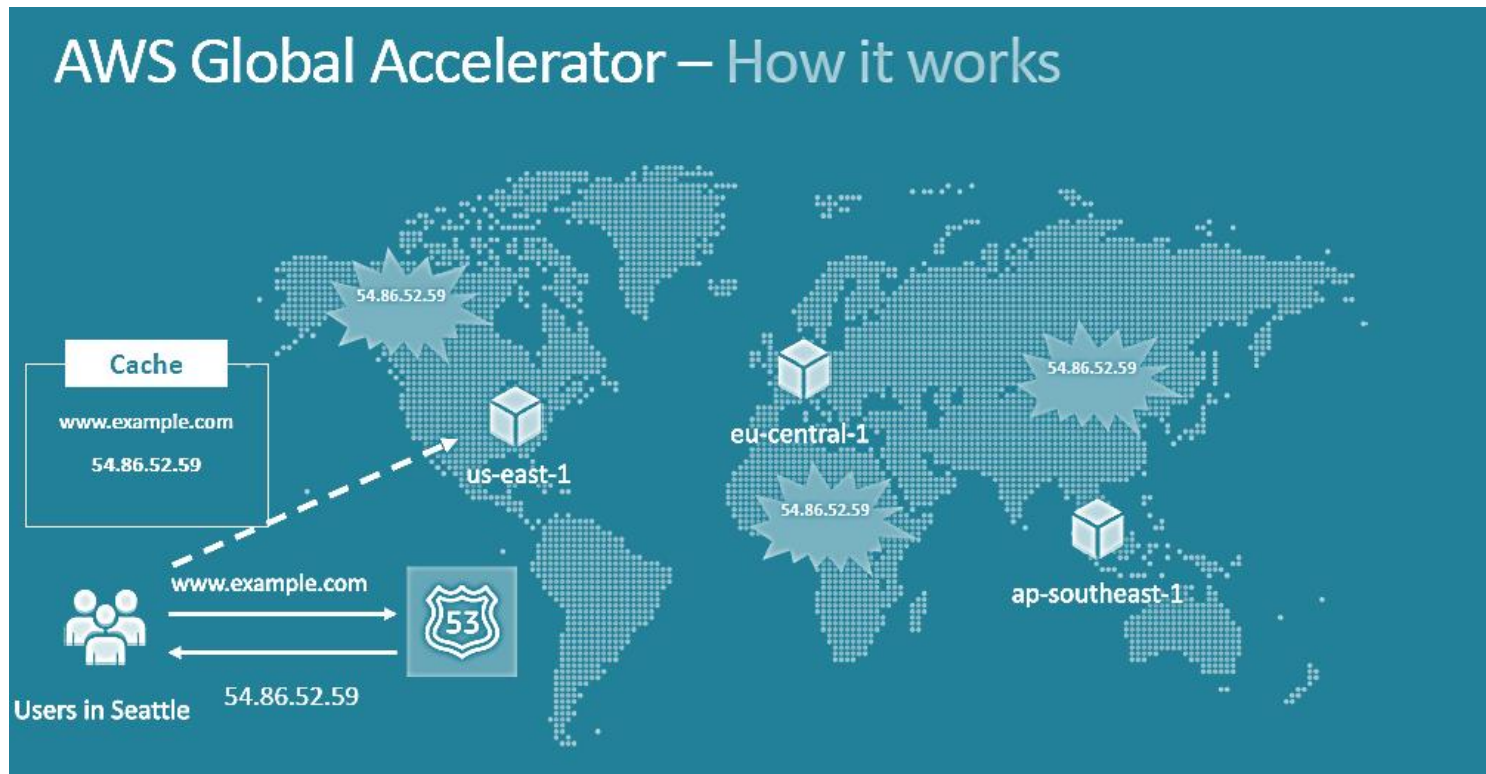 AWS Global Accelerator – How it works
54.86.52.59
Cache
www.example.com
54.86.52.59
us-east-1
eu-central-1
54.86.52.59
54.86.52.59
ap-southeast-1
www.example.com
53
54.86.52.59
Users in Seattle